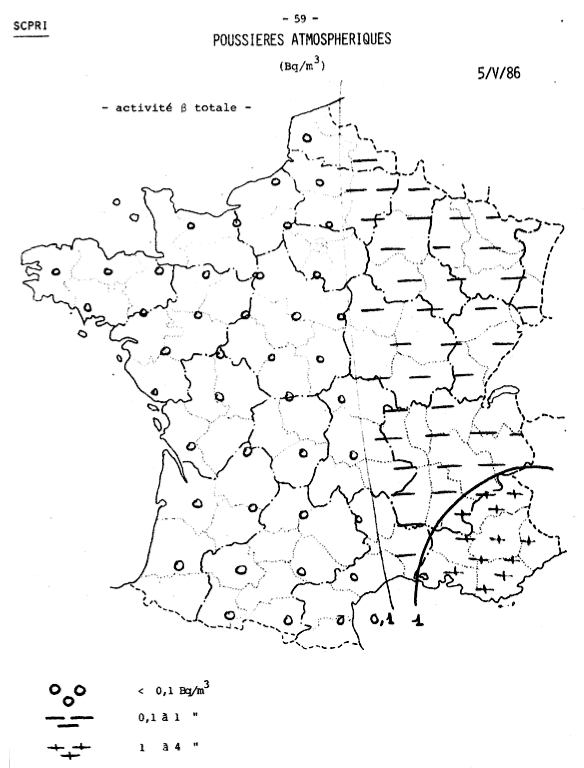 - 59 -
SCPRI
POUSSIERES ATMOSPHERIQUES
(Bq/m³)
5/V/86
- activité β totale -
0,1 1
< 0,1 Bq/m³
0,1 à 1 "
1 à 4 "